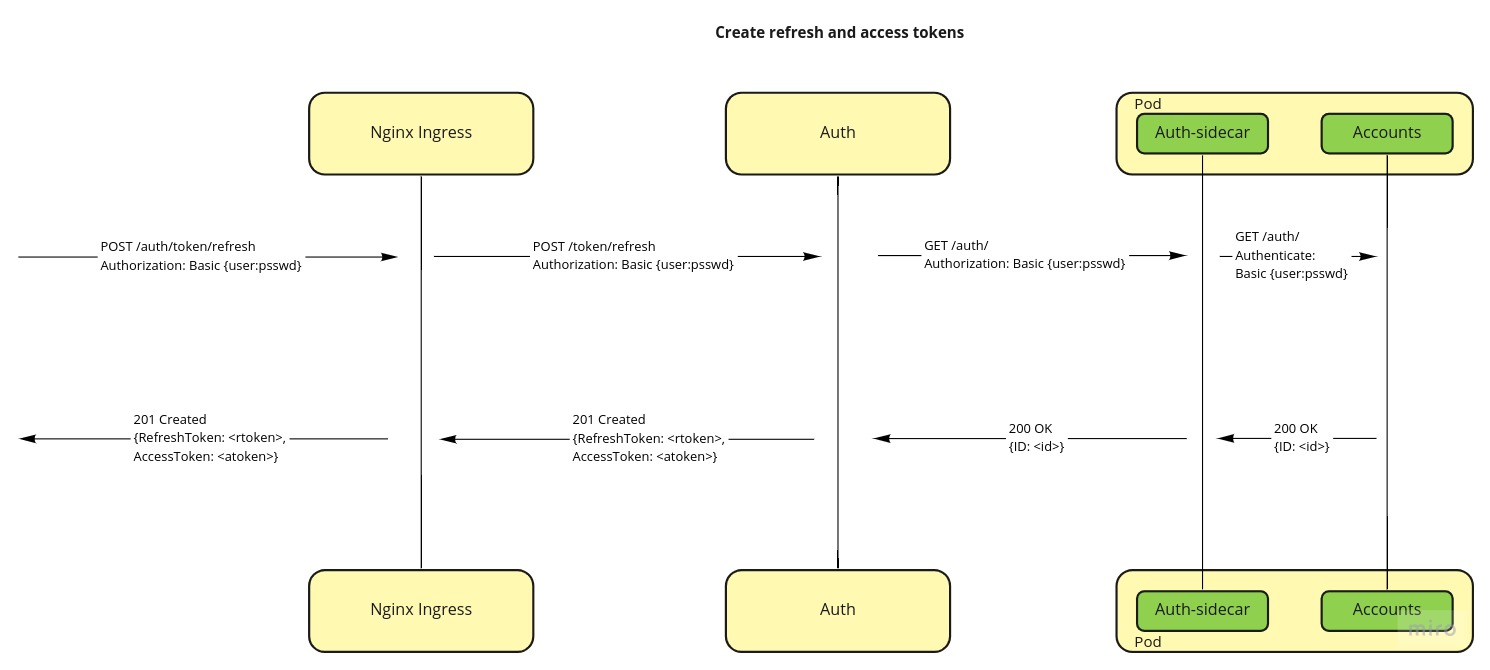 Create refresh and access tokens
Nginx Ingress
Auth
Pod
Auth-sidecar
Accounts
POST /auth/token/refresh
Authorization: Basic {user:psswd}
POST /token/refresh
Authorization: Basic {user:psswd}
GET /auth/
Authorization: Basic {user:psswd}
GET /auth/
Authenticate:
Basic {user:psswd}
201 Created
{RefreshToken: <rtoken>,
AccessToken: <atoken>}
201 Created
{RefreshToken: <rtoken>,
AccessToken: <atoken>}
200 OK
{ID: <id>}
200 OK
{ID: <id>}
Nginx Ingress
Auth
Auth-sidecar
Accounts
Pod
miro